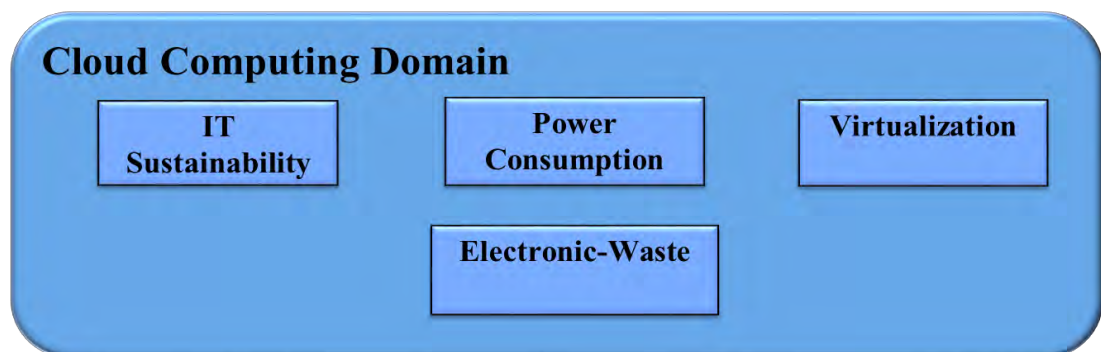 Cloud Computing Domain
IT
Sustainability
Power
Consumption
Virtualization
Electronic-Waste